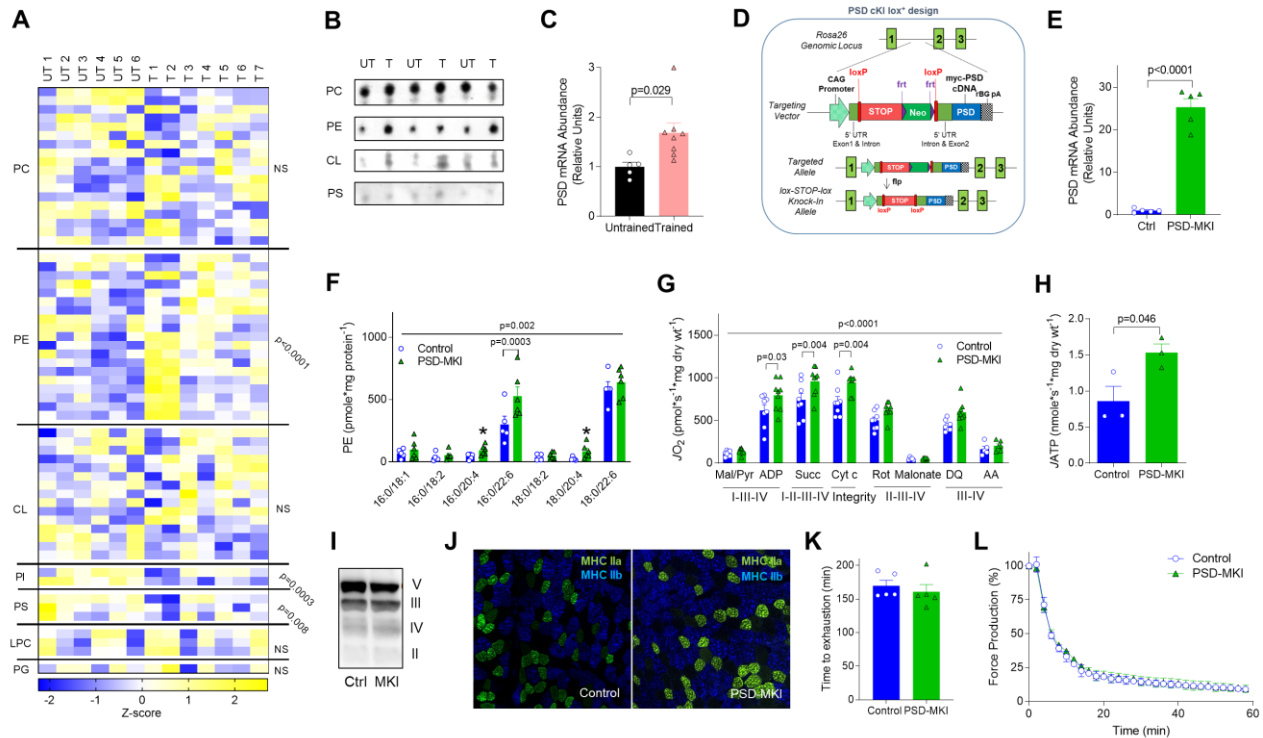 A
UT 1
UT 2
UT 3
UT 4
UT 5
UT 6
T 1
T 2
T 3
T 4
T 5
T 6
T 7
PC
NS
PE
p<0.0001
CL
NS
PI
p=0.0003
PS
p=0.008
LPC
NS
PG
NS
-2 -1 0 1 2
Z-score
B
UT T UT T UT T
PC
PE
CL
PS
C
PSD mRNA Abundance
(Relative Units)
3
2
1
0
p=0.029
Untrained Trained
D
PSD cKI lox⁺ design
Rosa26
Genomic Locus
1 2 3
CAG
Promoter
loxP
frt
frt
loxP
myc-PSD
cDNA
rBG pA
Targeting
Vector
STOP Neo PSD
5' UTR
Exon1 & Intron
5' UTR
Intron & Exon2
Targeted
Allele
1 STOP PSD 2 3
flp
lox-STOP-lox
Knock-In
Allele
1 STOP PSD 2 3
loxP loxP
E
PSD mRNA Abundance
(Relative Units)
30
20
10
0
p<0.0001
Ctrl PSD-MKI
F
PE (pmole*mg protein⁻¹)
1000
500
0
p=0.002
p=0.0003
Control
PSD-MKI
* *
16:0/18:1
16:0/18:2
16:0/20:4
16:0/22:6
18:0/18:2
18:0/20:4
18:0/22:6
G
JO₂ (pmol*s⁻¹*mg dry wt⁻¹)
1500
1000
500
0
p<0.0001
p=0.03
p=0.004
p=0.004
Control
PSD-MKI
Mal/Pyr ADP Succ Cyt c Rot Malonate DQ AA
I-III-IV I-II-III-IV Integrity II-III-IV III-IV
H
JATP (nmole*s⁻¹*mg dry wt⁻¹)
2.0
1.5
1.0
0.5
0.0
p=0.046
Control PSD-MKI
I
V
III
IV
II
Ctrl MKI
J
MHC IIa
MHC IIb
Control
MHC IIa
MHC IIb
PSD-MKI
K
Time to exhaustion (min)
250
200
150
100
50
0
Control PSD-MKI
L
Force Production (%)
100
75
50
25
0
Control
PSD-MKI
0 20 40 60
Time (min)